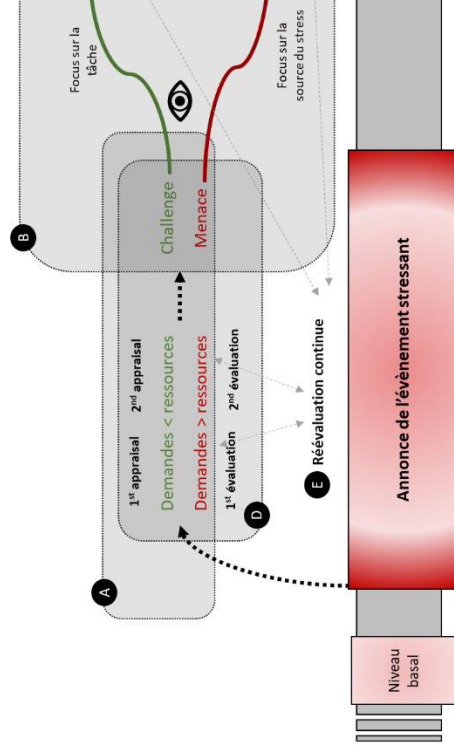 B
Focus sur la
tâche
Focus sur la
source du stress
A
1st appraisal 2nd appraisal
Demandes < ressources
Challenge
Demandes > ressources
Menace
1st évaluation 2nd évaluation
D
E Réévaluation continue
Niveau
basal
Annonce de l'évènement stressant